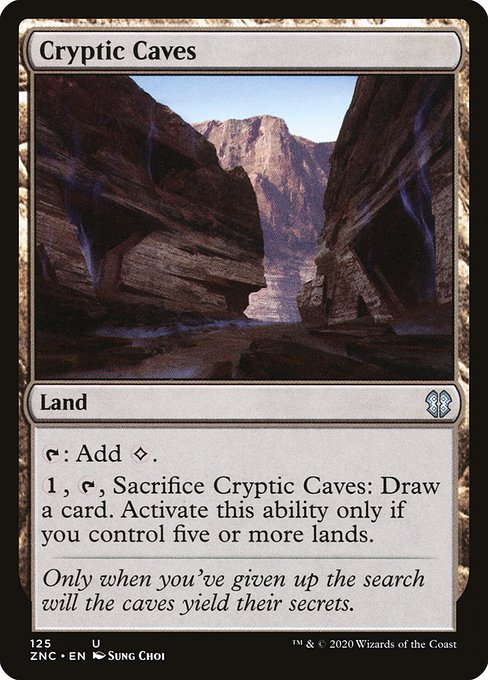 Cryptic Caves
Land
: Add .
1, , Sacrifice Cryptic Caves: Draw
a card. Activate this ability only if
you control five or more lands.
Only when you've given up the search
will the caves yield their secrets.
125 U
ZNC • EN Sung Choi
™ & © 2020 Wizards of the Coast